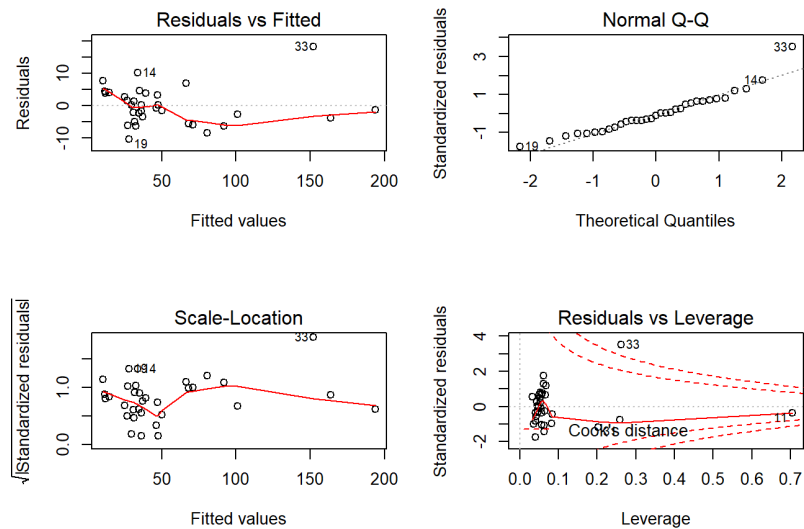 Residuals vs Fitted
Residuals
-10 0 10
33
14
19
50 100 150 200
Fitted values
Normal Q-Q
Standardized residuals
-1 1 3
33
14
19
-2 -1 0 1 2
Theoretical Quantiles
Scale-Location
√|Standardized residuals|
0.0 1.0
33
14
50 100 150 200
Fitted values
Residuals vs Leverage
Standardized residuals
-2 0 2 4
33
11
Cook's distance
0.0 0.1 0.2 0.3 0.4 0.5 0.6 0.7
Leverage